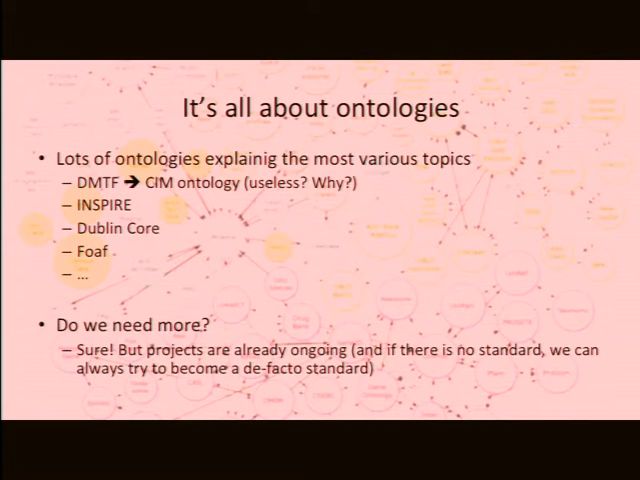 It's all about ontologies
• Lots of ontologies explainig the most various topics
– DMTF ➔ CIM ontology (useless? Why?)
– INSPIRE
– Dublin Core
– Foaf
– ...
• Do we need more?
– Sure! But projects are already ongoing (and if there is no standard, we can
always try to become a de-facto standard)